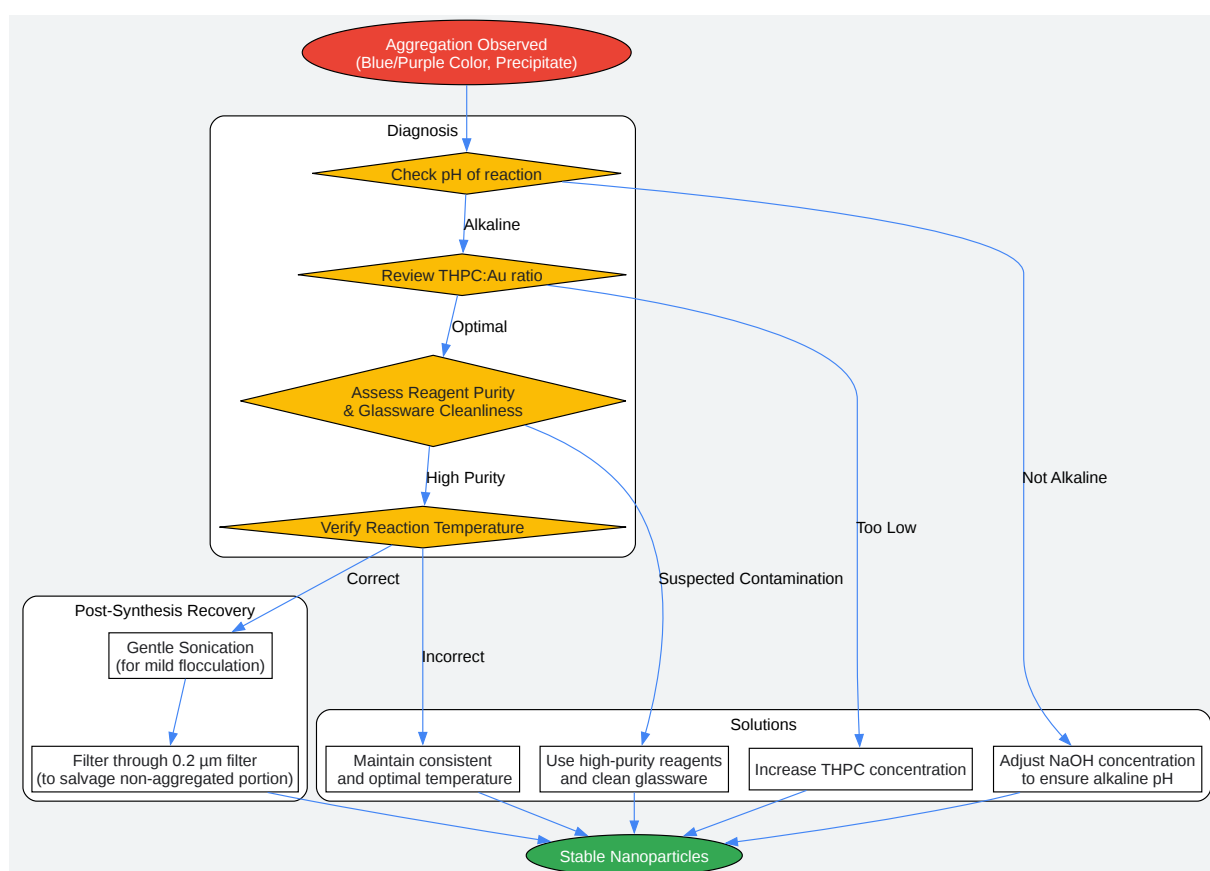 Aggregation Observed
(Blue/Purple Color, Precipitate)
Diagnosis
Check pH of reaction
Alkaline
Review THPC:Au ratio
Optimal
Assess Reagent Purity
& Glassware Cleanliness
High Purity
Not Alkaline
Verify Reaction Temperature
Too Low
Correct
Suspected Contamination
Post-Synthesis Recovery
Gentle Sonication
(for mild flocculation)
Incorrect
Solutions
Filter through 0.2 µm filter
(to salvage non-aggregated portion)
Maintain consistent
and optimal temperature
Use high-purity reagents
and clean glassware
Increase THPC concentration
Adjust NaOH concentration
to ensure alkaline pH
Stable Nanoparticles